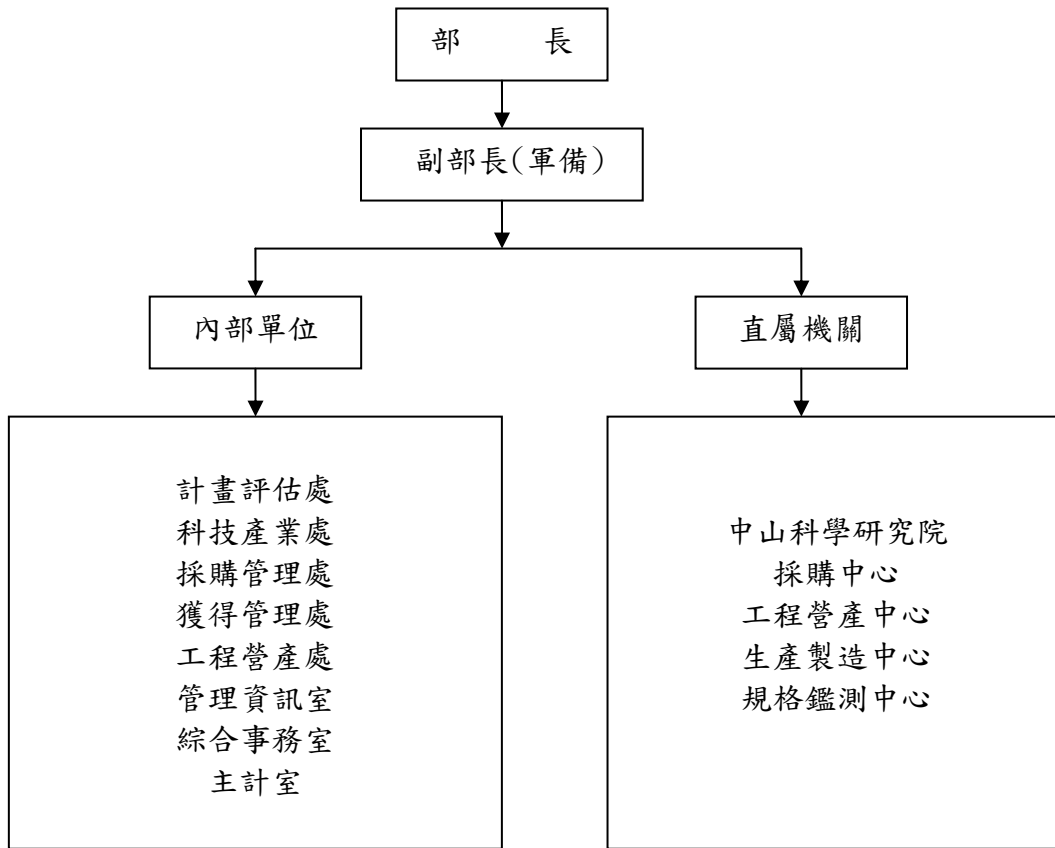 部　　長
副部長(軍備)
內部單位
直屬機關
計畫評估處
科技產業處
採購管理處
獲得管理處
工程營產處
管理資訊室
綜合事務室
主計室
中山科學研究院
採購中心
工程營產中心
生產製造中心
規格鑑測中心